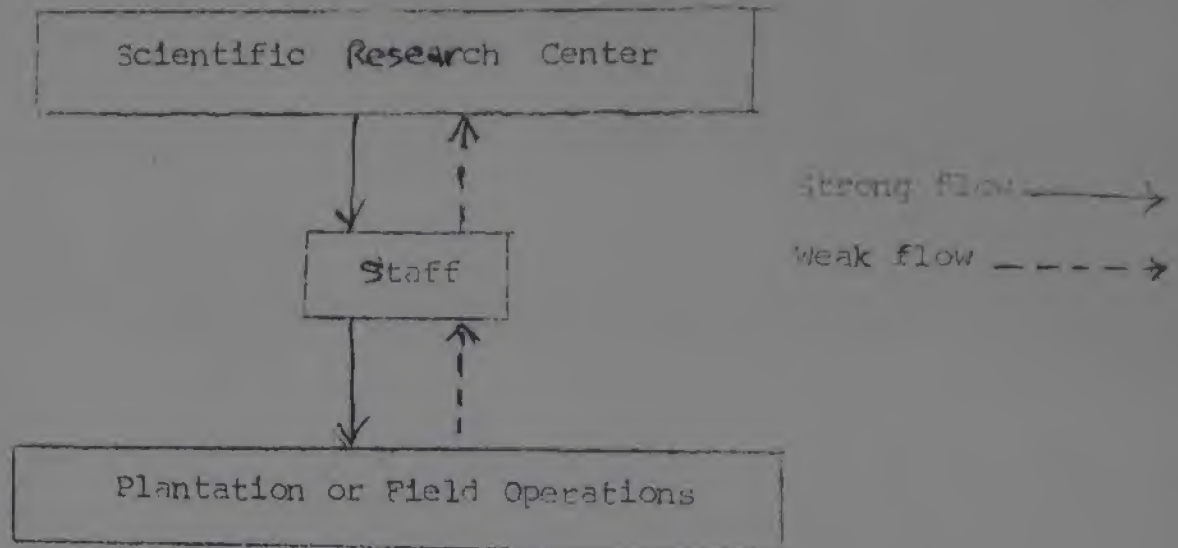 Scientific Research Center
Strong flow
Staff
Weak flow
Plantation or Field Operations